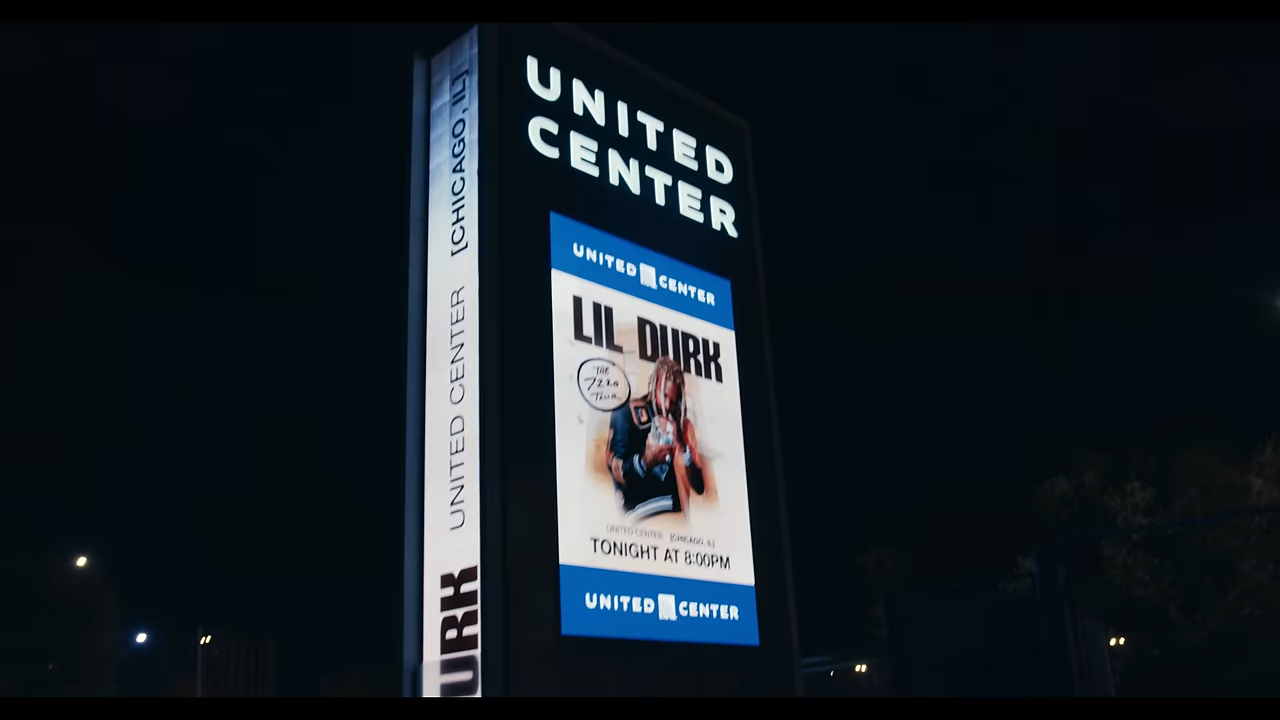 UNITED
CENTER
UNITED CENTER
LIL DURK
THE
7220
TOUR
UNITED CENTER [CHICAGO, IL]
TONIGHT AT 8:00PM
UNITED CENTER
URK UNITED CENTER [CHICAGO, IL]